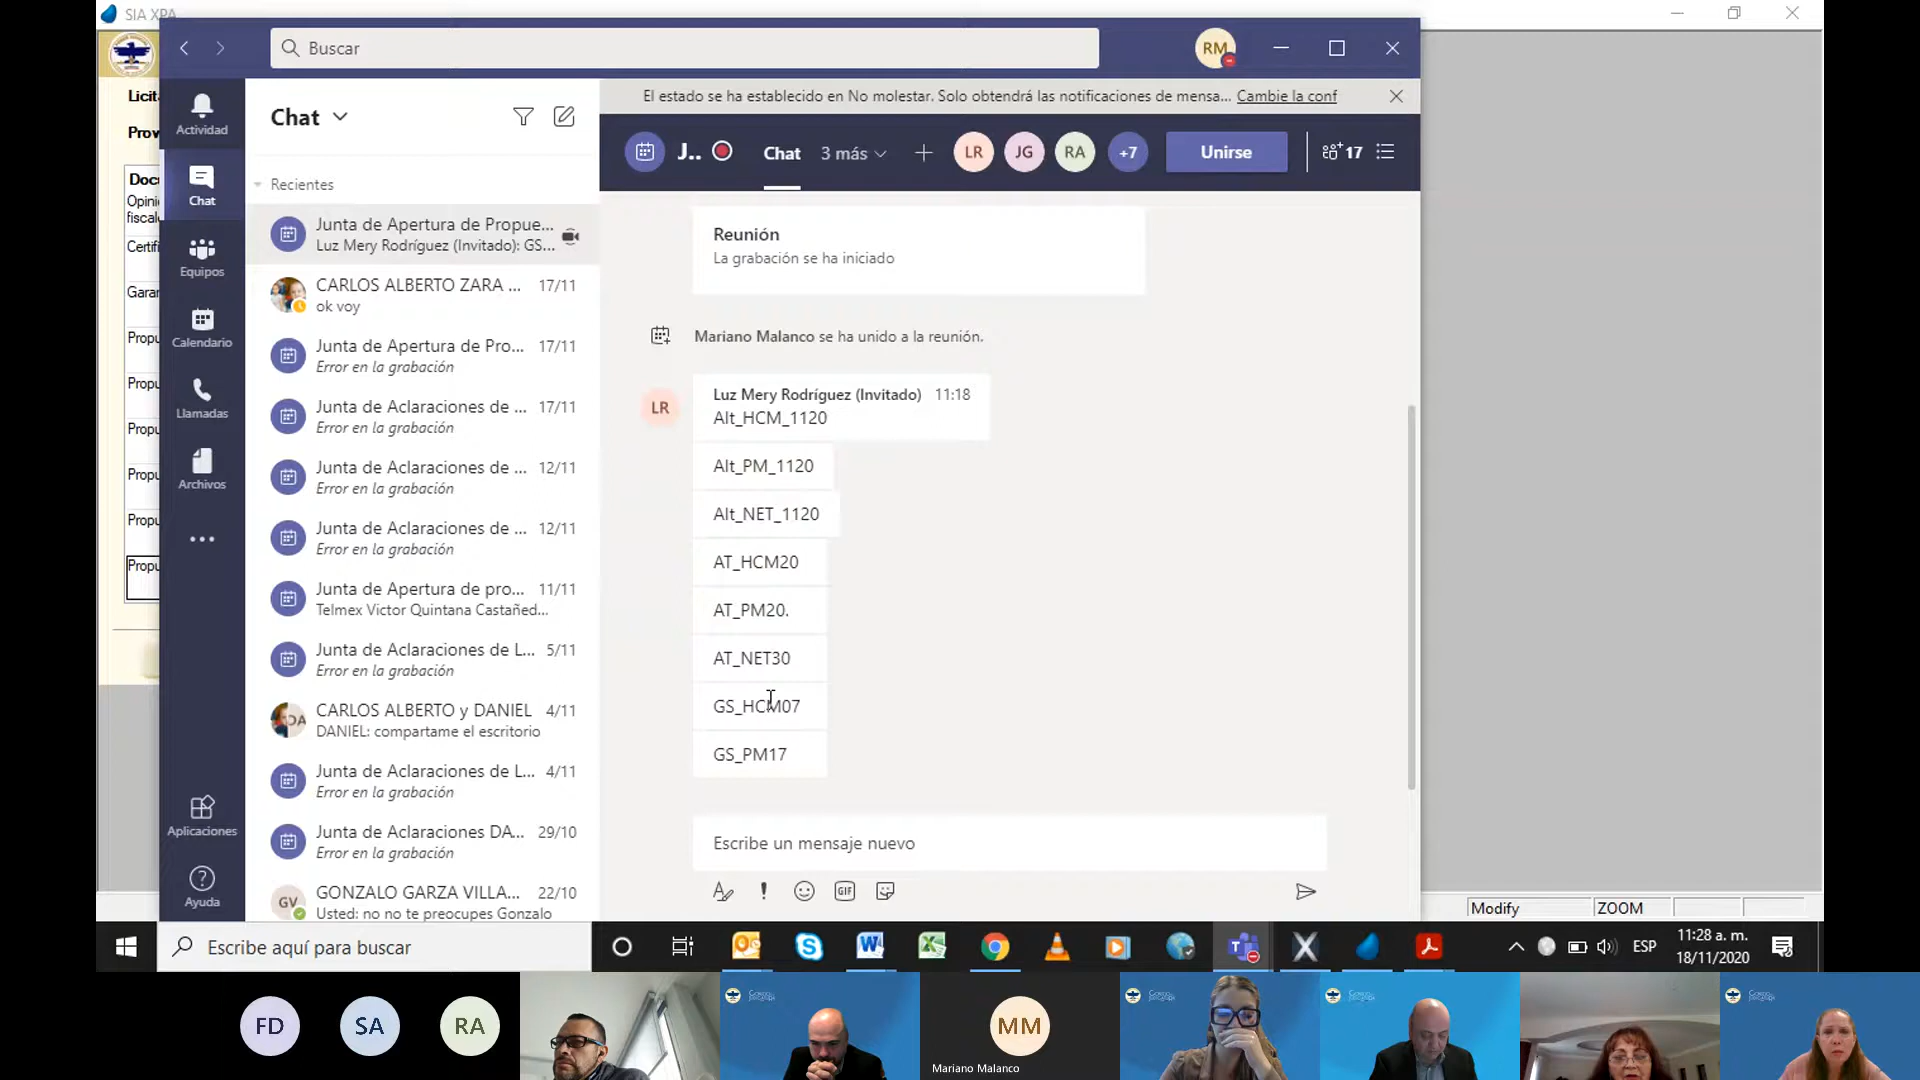 SIA XPA
Buscar
RM
Licit
Prov
Docu
Opini
fiscale
Certifi
Garar
Propu
Propu
Propu
Propu
Propu
Propu
Actividad
Chat
Equipos
Calendario
Llamadas
Archivos
Aplicaciones
Ayuda
Chat
Recientes
Junta de Apertura de Propue...
Luz Mery Rodríguez (Invitado): GS...
CARLOS ALBERTO ZARA ... 17/11
ok voy
Junta de Apertura de Pro... 17/11
Error en la grabación
Junta de Aclaraciones de ... 17/11
Error en la grabación
Junta de Aclaraciones de ... 12/11
Error en la grabación
Junta de Aclaraciones de ... 12/11
Error en la grabación
Junta de Apertura de pro... 11/11
Telmex Victor Quintana Castañed...
Junta de Aclaraciones de L... 5/11
Error en la grabación
DA
CARLOS ALBERTO y DANIEL 4/11
DANIEL: compartame el escritorio
Junta de Aclaraciones de L... 4/11
Error en la grabación
Junta de Aclaraciones DA... 29/10
Error en la grabación
GV
GONZALO GARZA VILLA... 22/10
Usted: no no te preocupes Gonzalo
El estado se ha establecido en No molestar. Solo obtendrá las notificaciones de mensa... Cambie la conf
J.. Chat 3 más LR JG RA +7 Unirse 17
Reunión
La grabación se ha iniciado
Mariano Malanco se ha unido a la reunión.
LR
Luz Mery Rodríguez (Invitado) 11:18
Alt_HCM_1120
Alt_PM_1120
Alt_NET_1120
AT_HCM20
AT_PM20.
AT_NET30
GS_HCM07
GS_PM17
Escribe un mensaje nuevo
GIF
Modify ZOOM
Escribe aquí para buscar
ESP
11:28 a. m.
18/11/2020
FD SA RA MM
Mariano Malanco